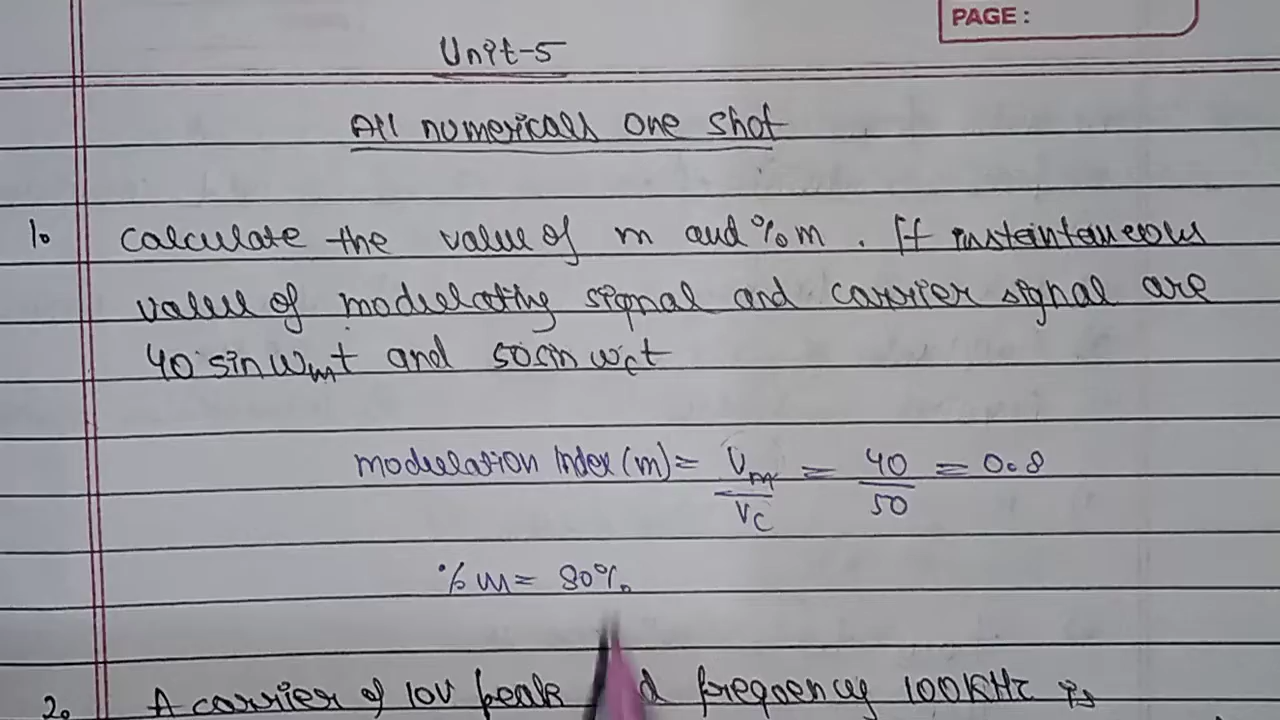 PAGE :
Unit-5
All numericals one shot
1. calculate the value of m and %m . If instaintaneous
value of modulating signal and carrier signal are
40 sin ωmt and 50 sin ωct
modulation Index (m) = Vm / Vc = 40 / 50 = 0.8
% m = 80%
2. A carrier of 10V peak frequency 100KHz is